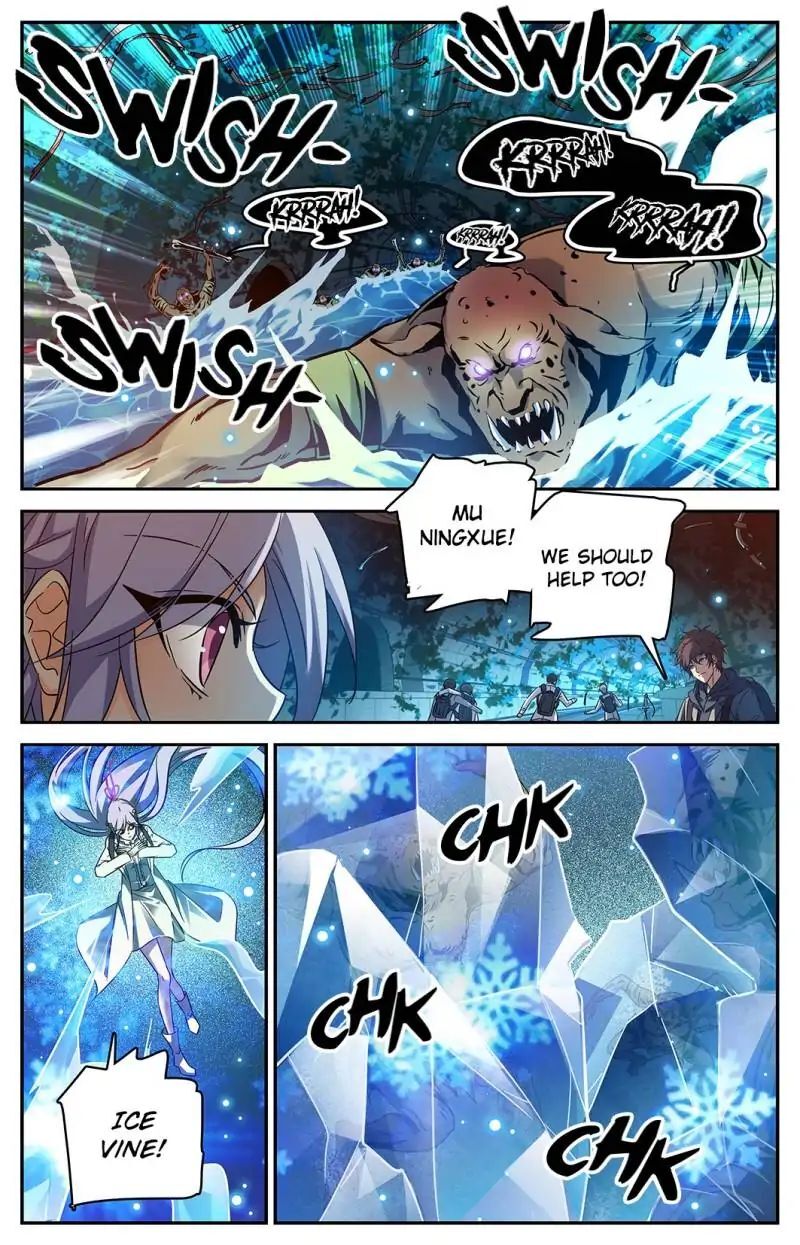 SWISH-
SWISH-
KRRRAH!
KRRRAH!
KRRRAH!
KRRRAH!
SWISH-
MU
NINGXUE!
WE SHOULD
HELP TOO!
ICE
VINE!
CHK
CHK
CHK